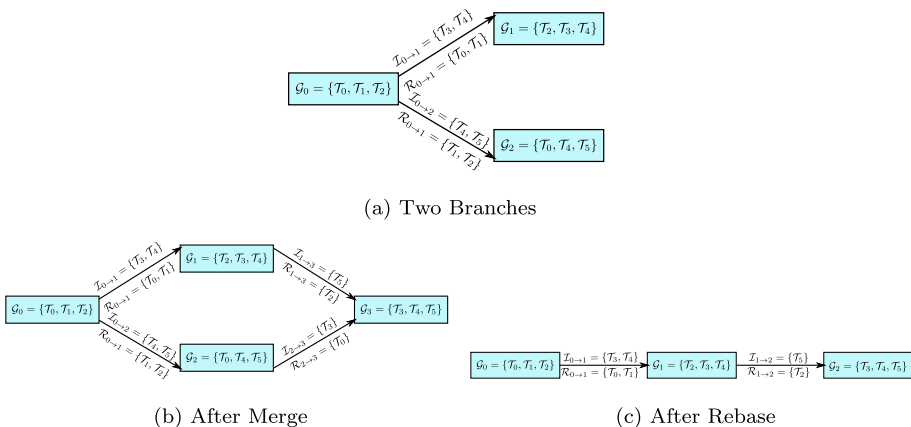 $\mathcal{I}_{0\to1} = \{\mathcal{T}_3, \mathcal{T}_4\}$
$\mathcal{G}_1 = \{\mathcal{T}_2, \mathcal{T}_3, \mathcal{T}_4\}$
$\mathcal{R}_{0\to1} = \{\mathcal{T}_0, \mathcal{T}_1\}$
$\mathcal{G}_0 = \{\mathcal{T}_0, \mathcal{T}_1, \mathcal{T}_2\}$
$\mathcal{I}_{0\to2} = \{\mathcal{T}_4, \mathcal{T}_5\}$
$\mathcal{R}_{0\to1} = \{\mathcal{T}_1, \mathcal{T}_2\}$
$\mathcal{G}_2 = \{\mathcal{T}_0, \mathcal{T}_4, \mathcal{T}_5\}$
(a) Two Branches
$\mathcal{I}_{0\to1} = \{\mathcal{T}_3, \mathcal{T}_4\}$
$\mathcal{R}_{0\to1} = \{\mathcal{T}_0, \mathcal{T}_1\}$
$\mathcal{G}_1 = \{\mathcal{T}_2, \mathcal{T}_3, \mathcal{T}_4\}$
$\mathcal{I}_{1\to3} = \{\mathcal{T}_5\}$
$\mathcal{R}_{1\to3} = \{\mathcal{T}_2\}$
$\mathcal{G}_0 = \{\mathcal{T}_0, \mathcal{T}_1, \mathcal{T}_2\}$
$\mathcal{G}_3 = \{\mathcal{T}_3, \mathcal{T}_4, \mathcal{T}_5\}$
$\mathcal{I}_{0\to2} = \{\mathcal{T}_4, \mathcal{T}_5\}$
$\mathcal{G}_2 = \{\mathcal{T}_0, \mathcal{T}_4, \mathcal{T}_5\}$
$\mathcal{I}_{2\to3} = \{\mathcal{T}_3\}$
$\mathcal{R}_{2\to3} = \{\mathcal{T}_0\}$
(b) After Merge
$\mathcal{G}_0 = \{\mathcal{T}_0, \mathcal{T}_1, \mathcal{T}_2\}$
$\mathcal{I}_{0\to1} = \{\mathcal{T}_3, \mathcal{T}_4\}$
$\mathcal{R}_{0\to1} = \{\mathcal{T}_0, \mathcal{T}_1\}$
$\mathcal{G}_1 = \{\mathcal{T}_2, \mathcal{T}_3, \mathcal{T}_4\}$
$\mathcal{I}_{1\to2} = \{\mathcal{T}_5\}$
$\mathcal{R}_{1\to2} = \{\mathcal{T}_2\}$
$\mathcal{G}_2 = \{\mathcal{T}_3, \mathcal{T}_4, \mathcal{T}_5\}$
(c) After Rebase